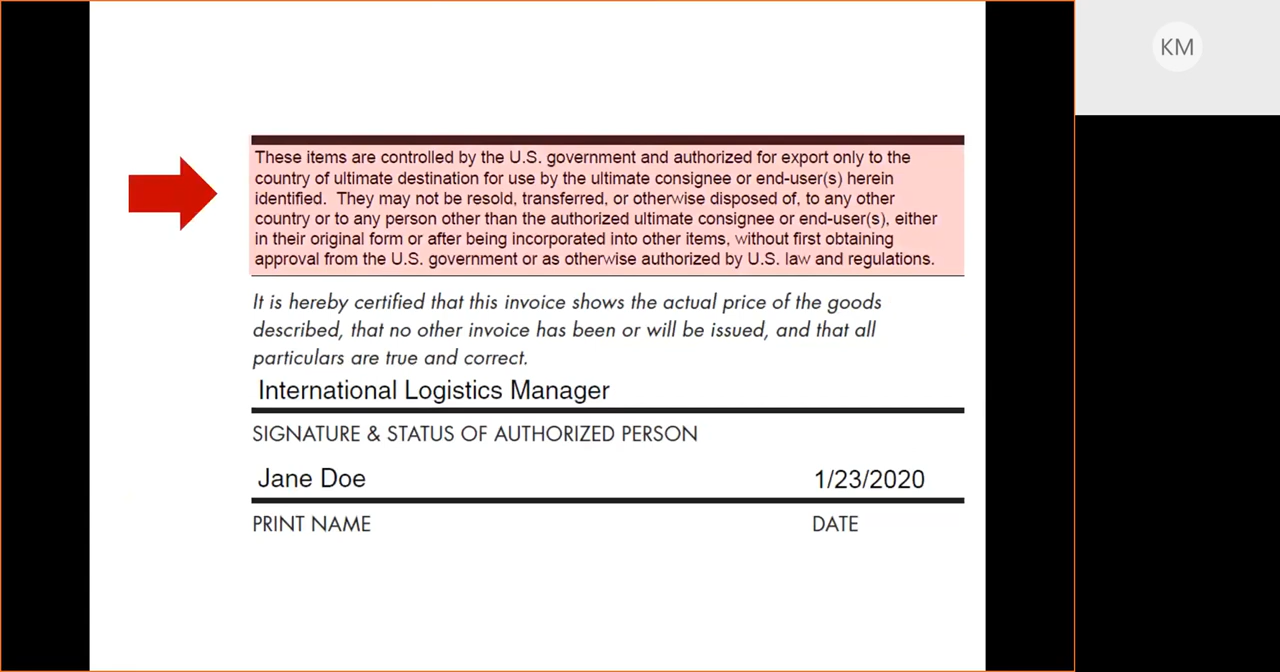 KM
These items are controlled by the U.S. government and authorized for export only to the
country of ultimate destination for use by the ultimate consignee or end-user(s) herein
identified.  They may not be resold, transferred, or otherwise disposed of, to any other
country or to any person other than the authorized ultimate consignee or end-user(s), either
in their original form or after being incorporated into other items, without first obtaining
approval from the U.S. government or as otherwise authorized by U.S. law and regulations.
It is hereby certified that this invoice shows the actual price of the goods
described, that no other invoice has been or will be issued, and that all
particulars are true and correct.
International Logistics Manager
SIGNATURE & STATUS OF AUTHORIZED PERSON
Jane Doe 1/23/2020
PRINT NAME DATE